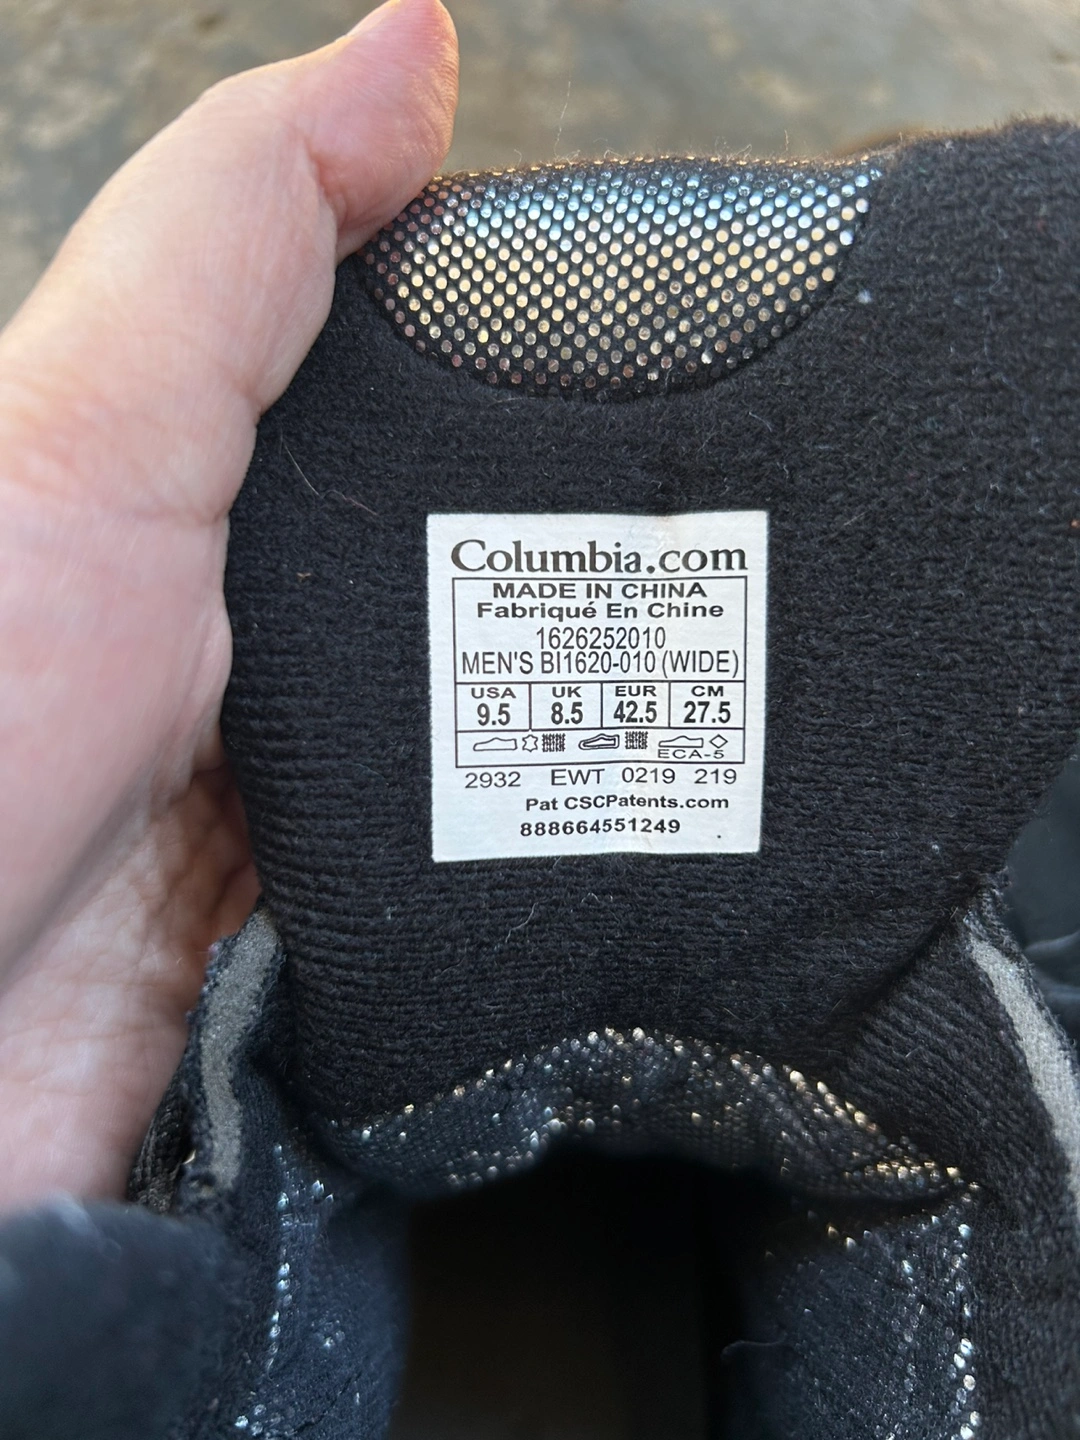 Columbia.com
MADE IN CHINA
Fabriqué En Chine
1626252010
MEN'S BI1620-010 (WIDE)
USA UK EUR CM
9.5 8.5 42.5 27.5
ECA-5
2932 EWT 0219 219
Pat CSCPatents.com
888664551249